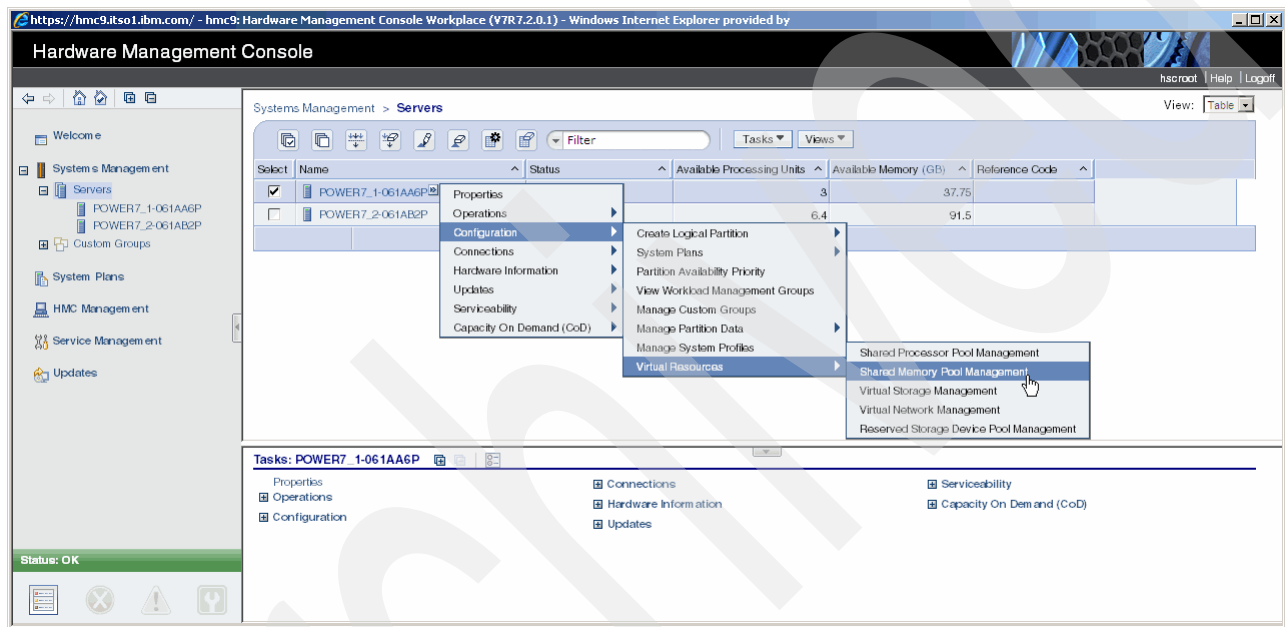 https://hmc9.itso1.ibm.com/ - hmc9: Hardware Management Console Workplace (V7R7.2.0.1) - Windows Internet Explorer provided by
Hardware Management Console
hscroot | Help | Logoff
Systems Management > Servers
View: Table
Welcome
Systems Management
Servers
POWER7_1-061AA6P
POWER7_2-061AB2P
Custom Groups
System Plans
HMC Management
Service Management
Updates
Status: OK
Filter
Tasks
Views
Select Name Status Available Processing Units Available Memory (GB) Reference Code
POWER7_1-061AA6P 3 37.75
POWER7_2-061AB2P 6.4 91.5
Properties
Operations
Configuration
Connections
Hardware Information
Updates
Serviceability
Capacity On Demand (CoD)
Create Logical Partition
System Plans
Partition Availability Priority
View Workload Management Groups
Manage Custom Groups
Manage Partition Data
Manage System Profiles
Virtual Resources
Shared Processor Pool Management
Shared Memory Pool Management
Virtual Storage Management
Virtual Network Management
Reserved Storage Device Pool Management
Tasks: POWER7_1-061AA6P
Properties
Operations
Configuration
Connections
Hardware Information
Updates
Serviceability
Capacity On Demand (CoD)